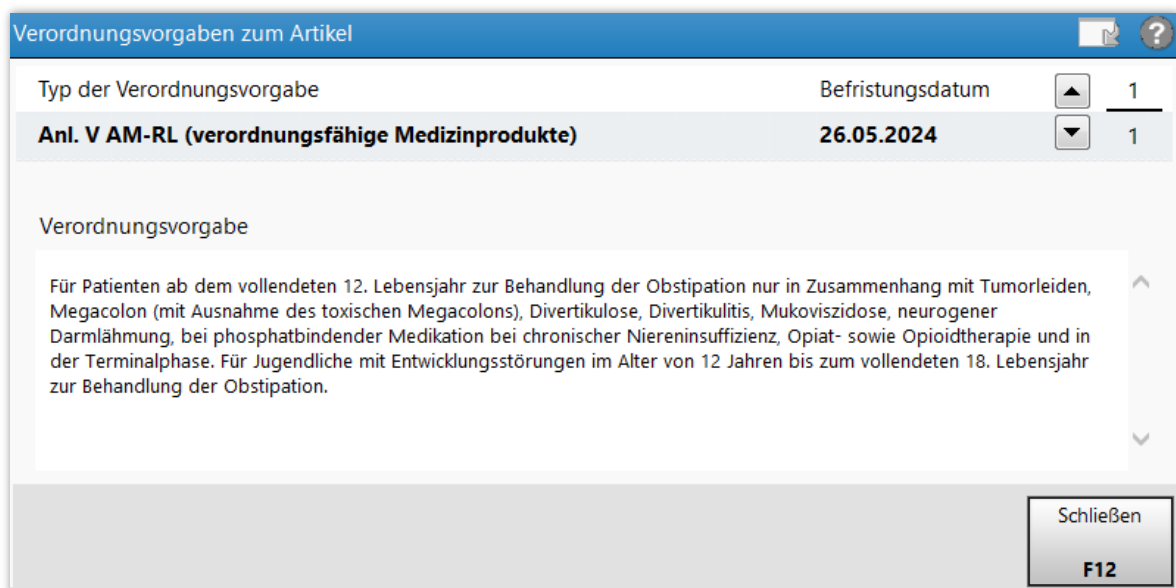 Verordnungsvorgaben zum Artikel
?
Typ der Verordnungsvorgabe Befristungsdatum 1
Anl. V AM-RL (verordnungsfähige Medizinprodukte) 26.05.2024 1
Verordnungsvorgabe
Für Patienten ab dem vollendeten 12. Lebensjahr zur Behandlung der Obstipation nur in Zusammenhang mit Tumorleiden,
Megacolon (mit Ausnahme des toxischen Megacolons), Divertikulose, Divertikulitis, Mukoviszidose, neurogener
Darmlähmung, bei phosphatbindender Medikation bei chronischer Niereninsuffizienz, Opiat- sowie Opioidtherapie und in
der Terminalphase. Für Jugendliche mit Entwicklungsstörungen im Alter von 12 Jahren bis zum vollendeten 18. Lebensjahr
zur Behandlung der Obstipation.
Schließen
F12